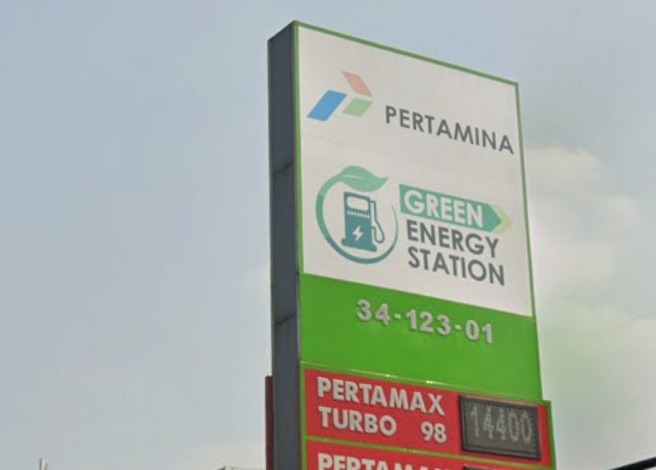 PERTAMINA
GREEN
ENERGY
STATION
34-123-01
PERTAMAX
TURBO 98 14400